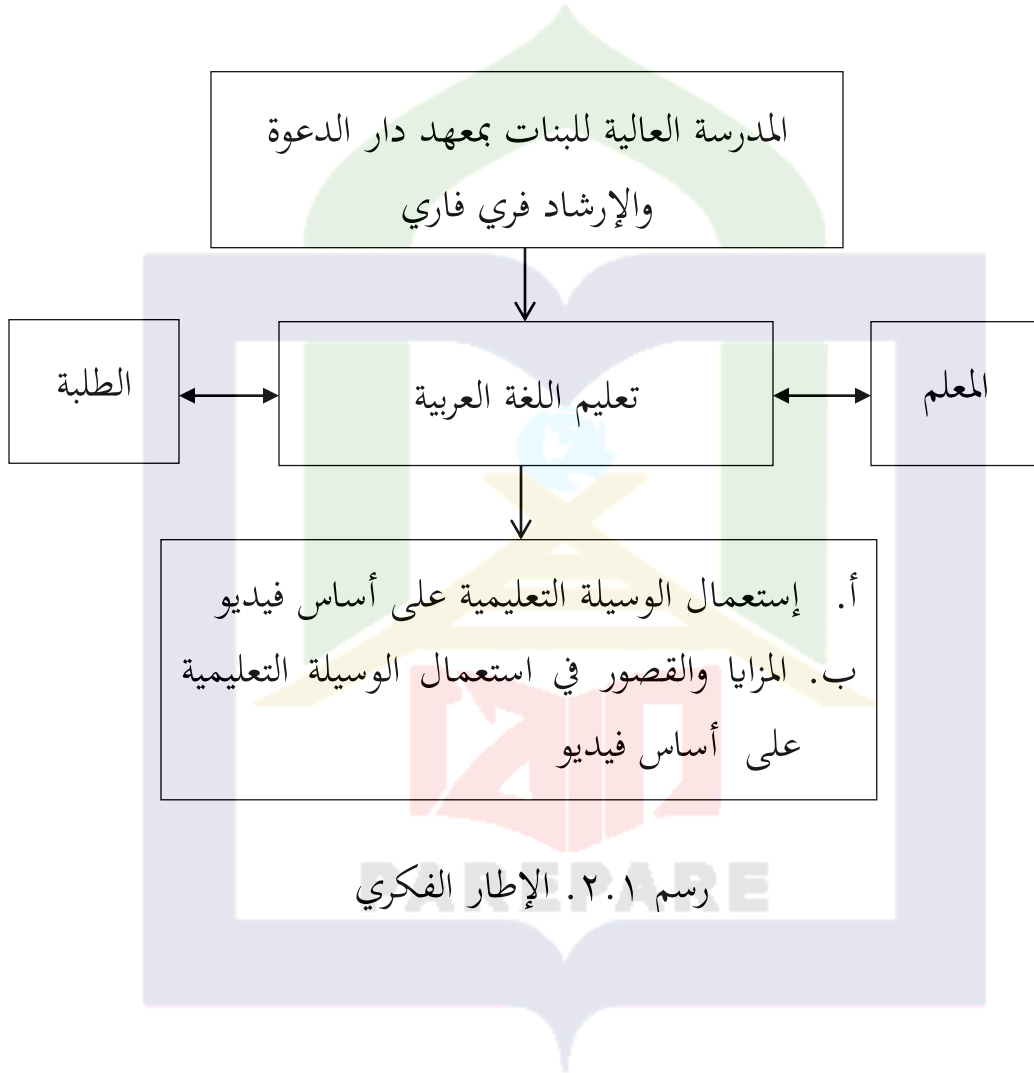 المدرسة العالية للبنات بمعهد دار الدعوة
والإرشاد فري فاري
المعلم
تعليم اللغة العربية
الطلبة
أ. إستعمال الوسيلة التعليمية على أساس فيديو
ب. المزايا والقصور في استعمال الوسيلة التعليمية
على أساس فيديو
رسم ٢.١. الإطار الفكري
PAREPARE